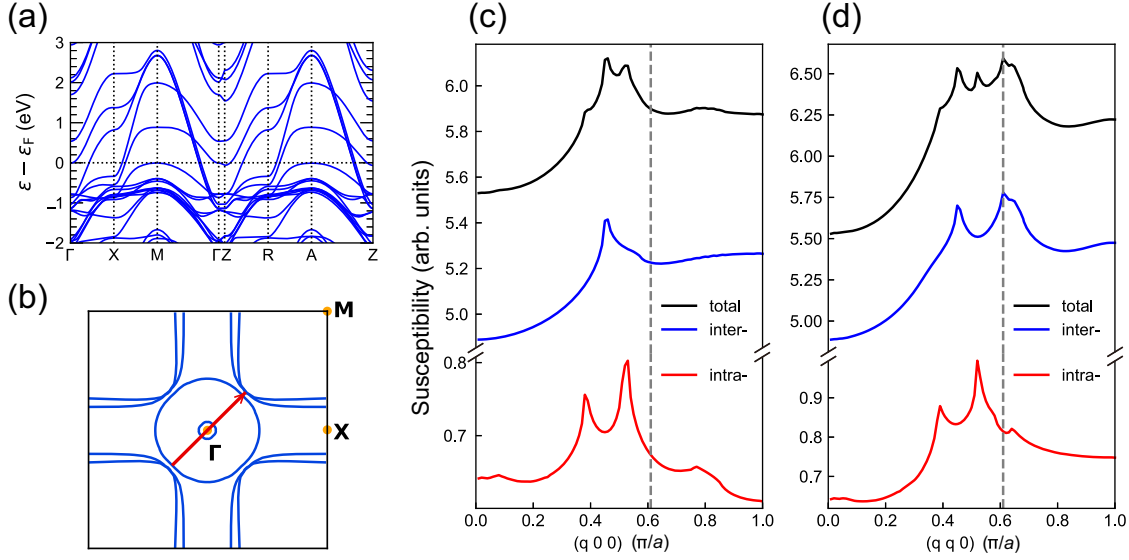 (a)
ε − εF (eV)
3
2
1
0
−1
−2
Γ X M Γ Z R A Z
(b)
M
X
Γ
(c)
Susceptibility (arb. units)
6.0
5.8
5.6
5.4
5.2
5.0
0.8
0.7
total
inter-
intra-
0.0 0.2 0.4 0.6 0.8 1.0
(q 0 0) (π/a)
(d)
6.50
6.25
6.00
5.75
5.50
5.25
5.00
0.9
0.8
0.7
0.6
total
inter-
intra-
0.0 0.2 0.4 0.6 0.8 1.0
(q q 0) (π/a)